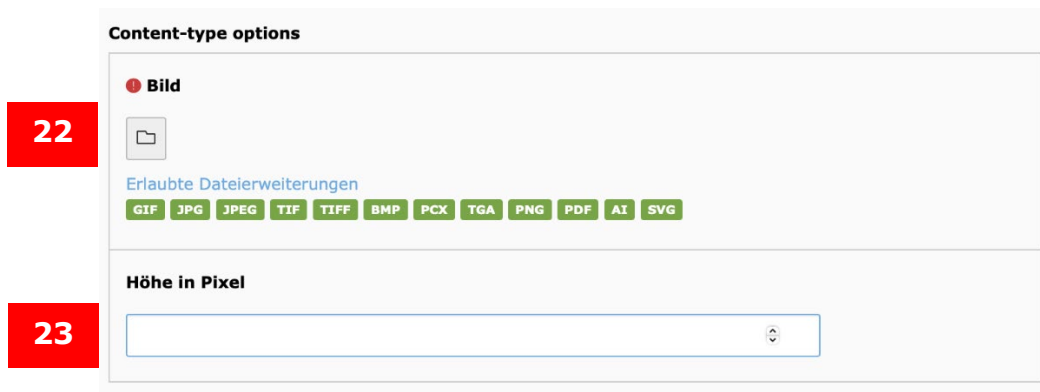 Content-type options
Bild
22
Erlaubte Dateierweiterungen
GIF JPG JPEG TIF TIFF BMP PCX TGA PNG PDF AI SVG
Höhe in Pixel
23